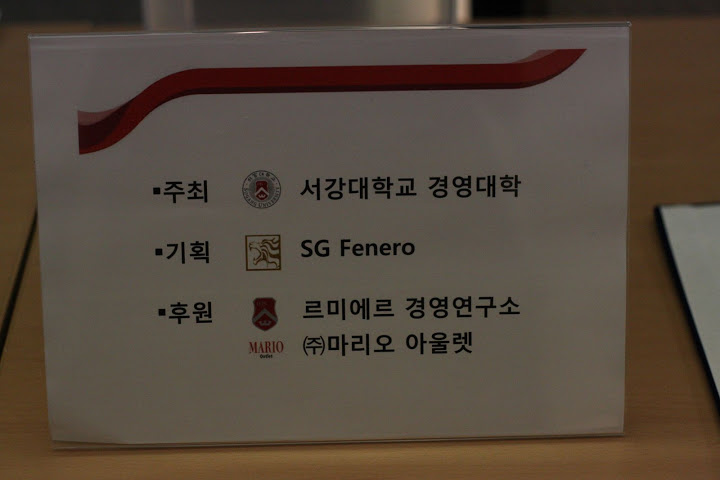 ▪주최 서강대학교 경영대학
▪기획 SG Fenero
▪후원 르미에르 경영연구소
MARIO Outlet ㈜마리오 아울렛